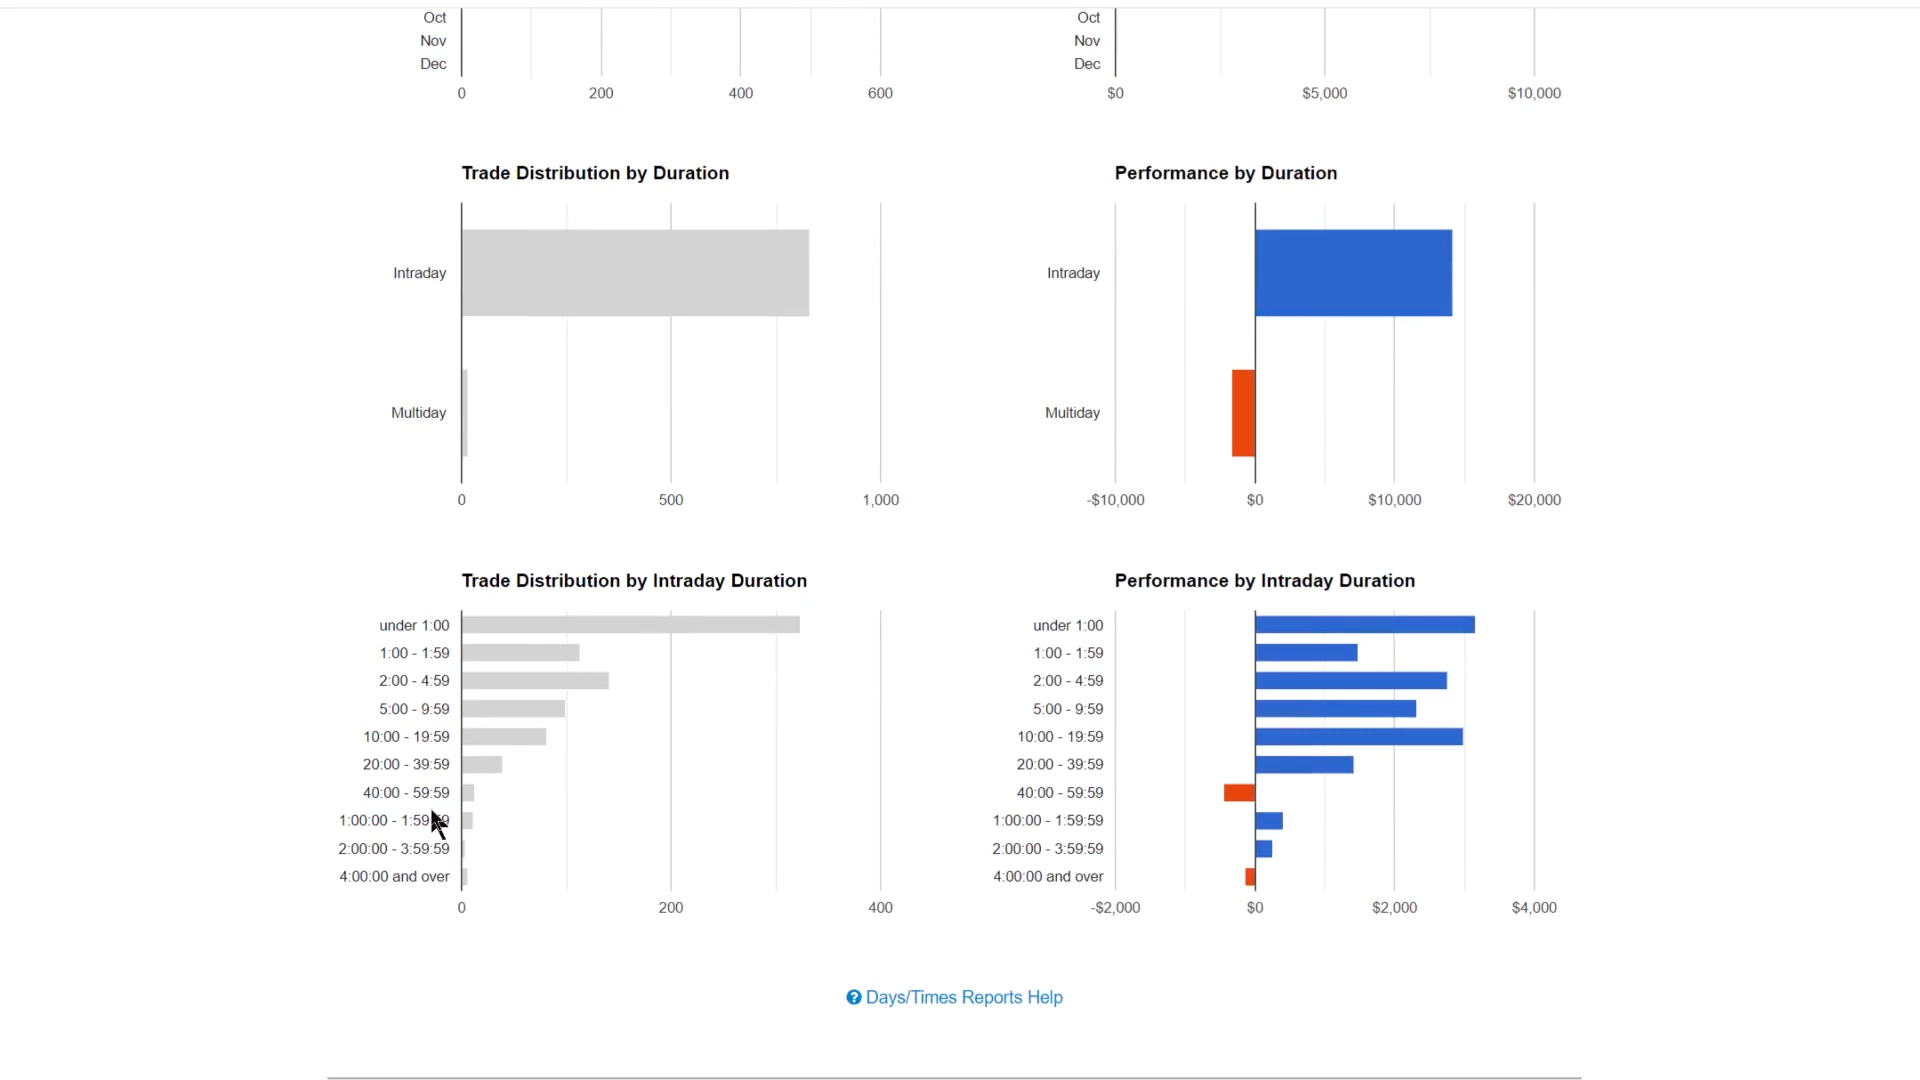 Oct
Nov
Dec
0 200 400 600
Oct
Nov
Dec
$0 $5,000 $10,000
Trade Distribution by Duration
Intraday
Multiday
0 500 1,000
Performance by Duration
Intraday
Multiday
-$10,000 $0 $10,000 $20,000
Trade Distribution by Intraday Duration
under 1:00
1:00 - 1:59
2:00 - 4:59
5:00 - 9:59
10:00 - 19:59
20:00 - 39:59
40:00 - 59:59
1:00:00 - 1:59:59
2:00:00 - 3:59:59
4:00:00 and over
0 200 400
Performance by Intraday Duration
under 1:00
1:00 - 1:59
2:00 - 4:59
5:00 - 9:59
10:00 - 19:59
20:00 - 39:59
40:00 - 59:59
1:00:00 - 1:59:59
2:00:00 - 3:59:59
4:00:00 and over
-$2,000 $0 $2,000 $4,000
? Days/Times Reports Help